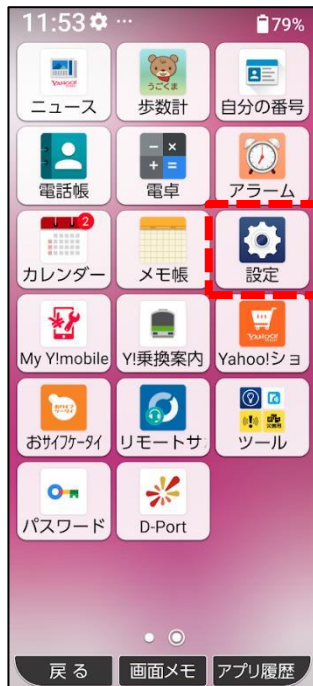 11:53 … 79%
YAHOO!
うごくま
ニュース 歩数計 自分の番号
電話帳 電卓 アラーム
2
カレンダー メモ帳 設定
YAHOO!
My Y!mobile Y!乗換案内 Yahoo!ショ
おサイフケータイ
おサイフケータイ リモートサ ツール
パスワード D-Port
戻る 画面メモ アプリ履歴